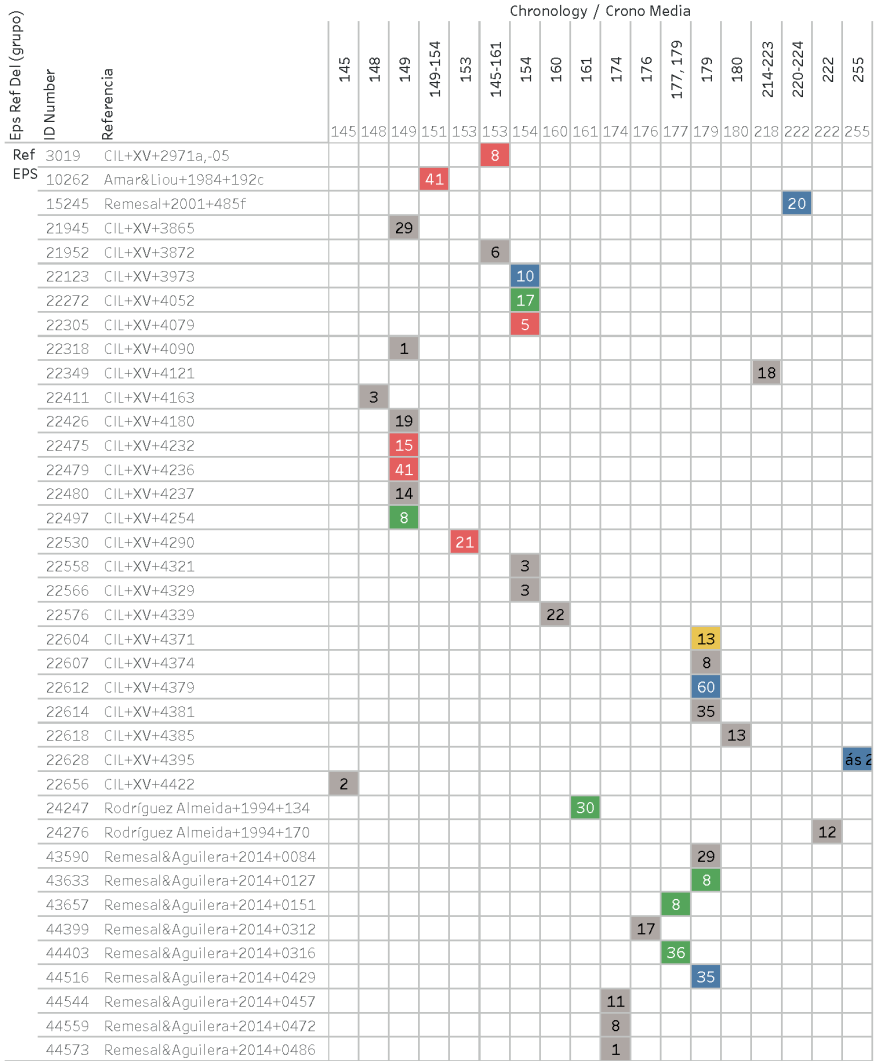 Chronology / Crono Media
Eps Ref Del (grupo) ID Number Referencia 145 148 149 149-154 153 145-161 154 160 161 174 176 177, 179 179 180 214-223 220-224 222 255
145 148 149 151 153 153 154 160 161 174 176 177 179 180 218 222 222 255
Ref 3019 CIL+XV+2971a,-05 8
EPS 10262 Amar&Liou+1984+192c 41
15245 Remesal+2001+485f 20
21945 CIL+XV+3865 29
21952 CIL+XV+3872 6
22123 CIL+XV+3973 10
22272 CIL+XV+4052 17
22305 CIL+XV+4079 5
22318 CIL+XV+4090 1
22349 CIL+XV+4121 18
22411 CIL+XV+4163 3
22426 CIL+XV+4180 19
22475 CIL+XV+4232 15
22479 CIL+XV+4236 41
22480 CIL+XV+4237 14
22497 CIL+XV+4254 8
22530 CIL+XV+4290 21
22558 CIL+XV+4321 3
22566 CIL+XV+4329 3
22576 CIL+XV+4339 22
22604 CIL+XV+4371 13
22607 CIL+XV+4374 8
22612 CIL+XV+4379 60
22614 CIL+XV+4381 35
22618 CIL+XV+4385 13
22628 CIL+XV+4395 ás 2
22656 CIL+XV+4422 2
24247 Rodríguez Almeida+1994+134 30
24276 Rodríguez Almeida+1994+170 12
43590 Remesal&Aguilera+2014+0084 29
43633 Remesal&Aguilera+2014+0127 8
43657 Remesal&Aguilera+2014+0151 8
44399 Remesal&Aguilera+2014+0312 17
44403 Remesal&Aguilera+2014+0316 36
44516 Remesal&Aguilera+2014+0429 35
44544 Remesal&Aguilera+2014+0457 11
44559 Remesal&Aguilera+2014+0472 8
44573 Remesal&Aguilera+2014+0486 1